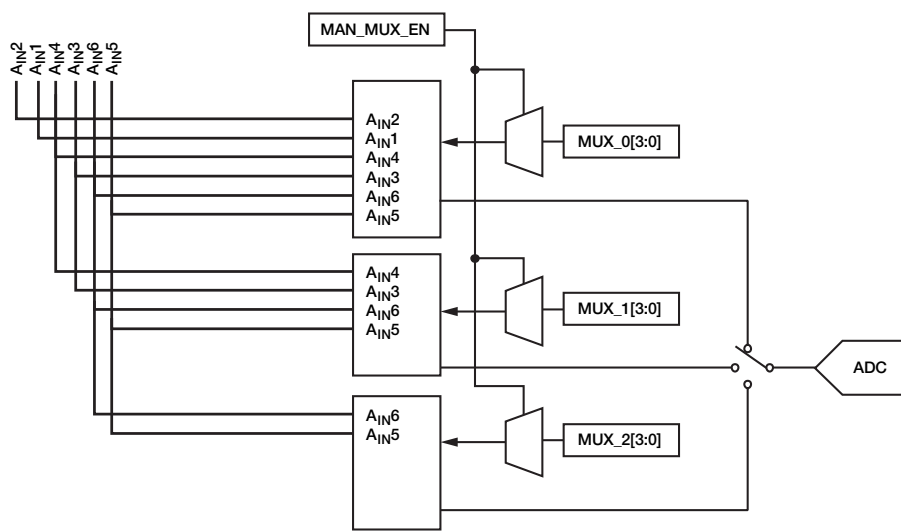 MAN_MUX_EN
AIN2
AIN1
AIN4
AIN3
AIN6
AIN5
AIN2
AIN1
AIN4
AIN3
AIN6
AIN5
MUX_0[3:0]
AIN4
AIN3
AIN6
AIN5
MUX_1[3:0]
ADC
AIN6
AIN5
MUX_2[3:0]